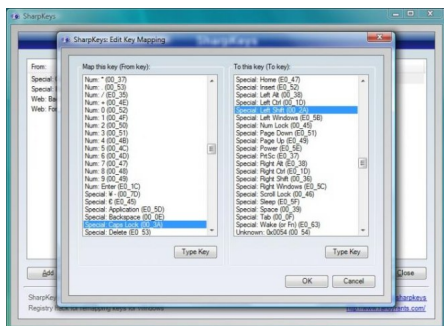 SharpKeys
SharpKeys
SharpKeys: Edit Key Mapping
From:
Special:
Special:
Web:
Web:
Map this key (From key):
Num: * (00_37)
Num: . (00_53)
Num: / (E0_35)
Num: + (00_4E)
Num: 0 (00_52)
Num: 1 (00_4F)
Num: 2 (00_50)
Num: 3 (00_51)
Num: 4 (00_4B)
Num: 5 (00_4C)
Num: 6 (00_4D)
Num: 7 (00_47)
Num: 8 (00_48)
Num: 9 (00_49)
Num: Enter (E0_1C)
Special: ¥ - (00_7D)
Special: € (E0_45)
Special: Application (E0_5D)
Special: Backspace (00_0E)
Special: Caps Lock (00_3A)
Special: Delete (E0_53)
Type Key
To this key (To key):
Special: Home (E0_47)
Special: Insert (E0_52)
Special: Left Alt (00_38)
Special: Left Ctrl (00_1D)
Special: Left Shift (00_2A)
Special: Left Windows (E0_5B)
Special: Num Lock (00_45)
Special: Page Down (E0_51)
Special: Page Up (E0_49)
Special: Power (E0_5E)
Special: PrtSc (E0_37)
Special: Right Alt (E0_38)
Special: Right Ctrl (E0_1D)
Special: Right Shift (00_36)
Special: Right Windows (E0_5C)
Special: Scroll Lock (00_46)
Special: Sleep (E0_5F)
Special: Space (00_39)
Special: Tab (00_0F)
Special: Wake (or Fn) (E0_63)
Unknown: 0x0054 (00_54)
Type Key
OK
Cancel
Add
Close
SharpKey
Registry
for remapping keys for Windows